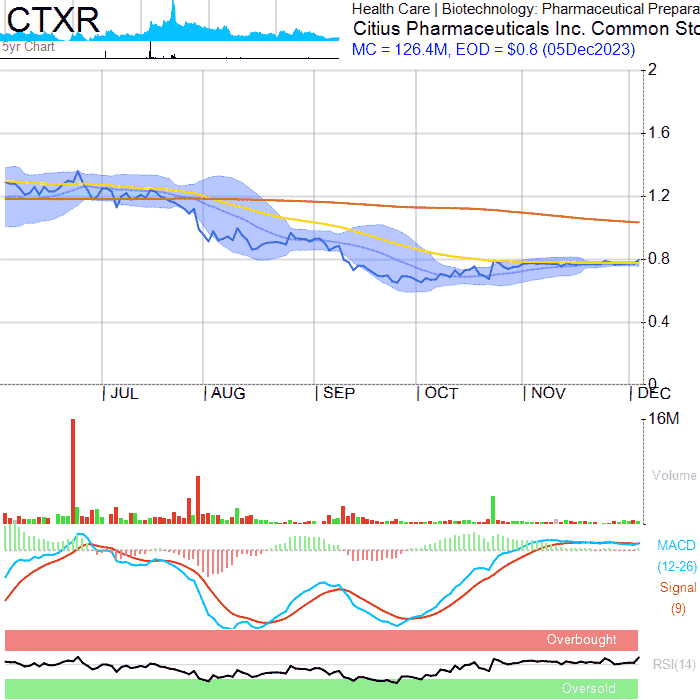 CTXR
Health Care | Biotechnology: Pharmaceutical Prepara
Citius Pharmaceuticals Inc. Common Sto
MC = 126.4M, EOD = $0.8 (05Dec2023)
5yr Chart
2
1.6
1.2
0.8
0.4
0
JUL AUG SEP OCT NOV DEC
16M
Volume
MACD
(12-26)
Signal
(9)
Overbought
RSI(14)
Oversold